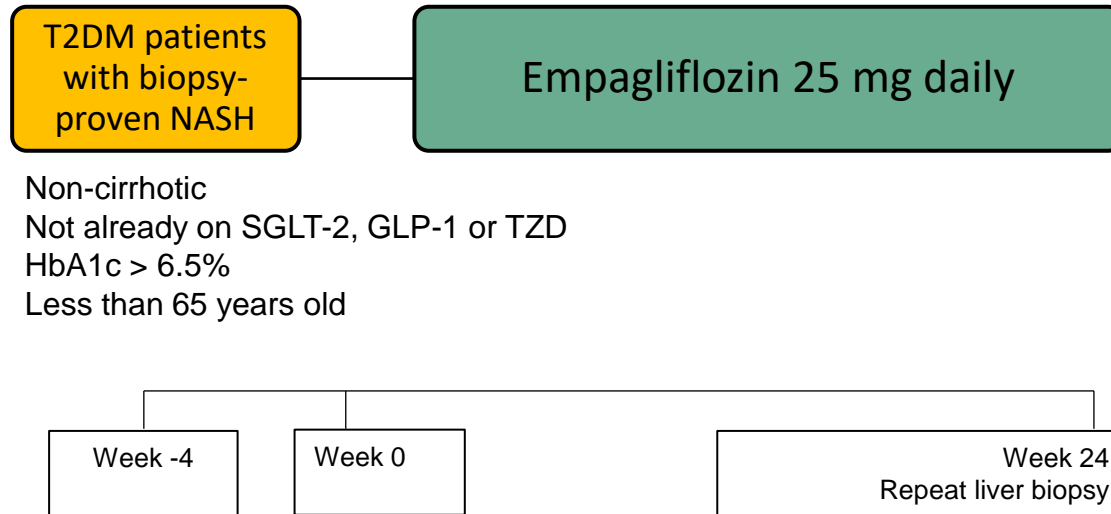 T2DM patients
with biopsy-
proven NASH
Empagliflozin 25 mg daily
Non-cirrhotic
Not already on SGLT-2, GLP-1 or TZD
HbA1c > 6.5%
Less than 65 years old
Week -4
Week 0
Week 24
Repeat liver biopsy